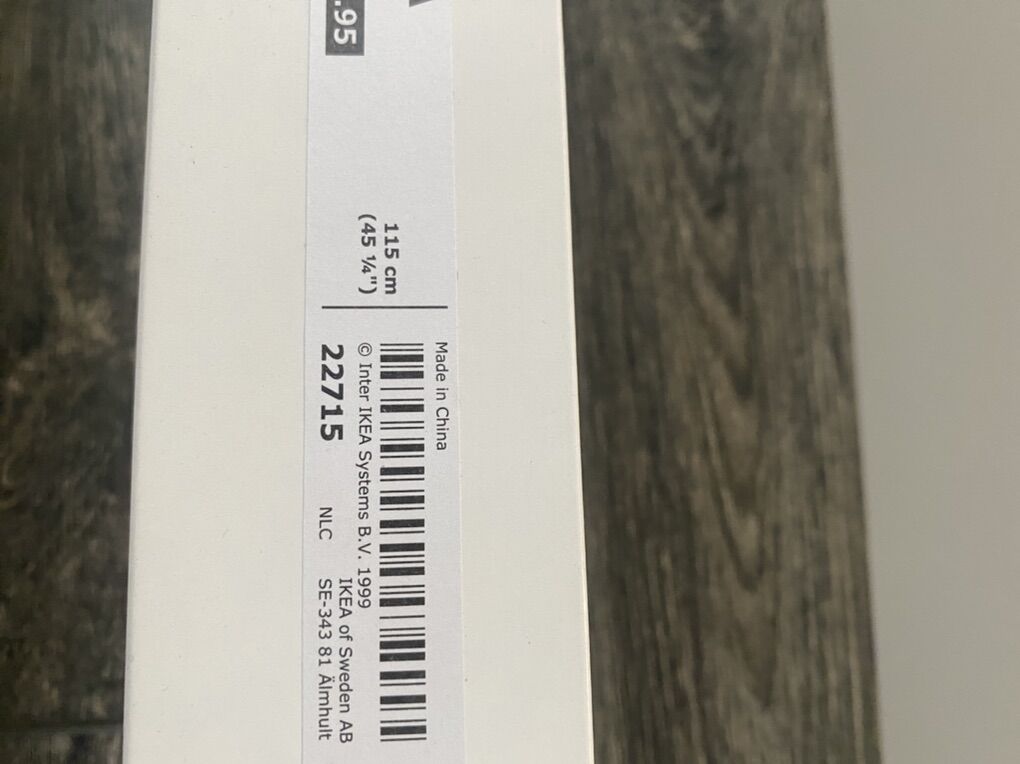 .95
115 cm
(45 ¼")
Made in China
© Inter IKEA Systems B.V. 1999
22715
NLC
IKEA of Sweden AB
SE-343 81 Älmhult